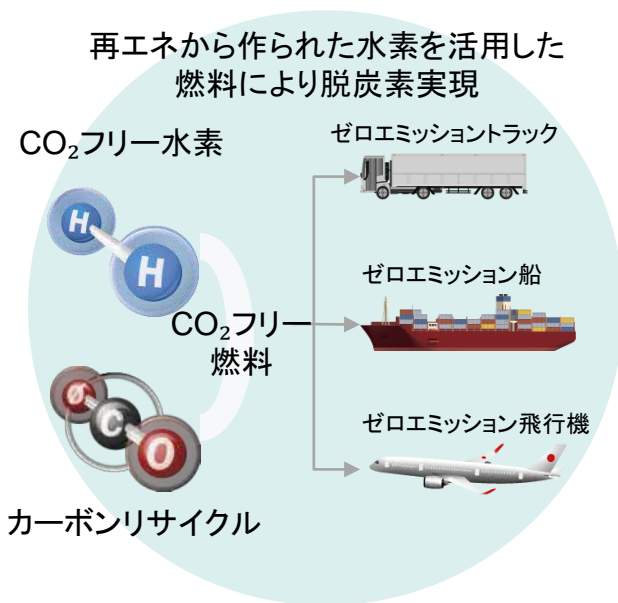 再エネから作られた水素を活用した
燃料により脱炭素実現
CO₂フリー水素
H
H
CO₂フリー
燃料
O
C
O
カーボンリサイクル
ゼロエミッショントラック
ゼロエミッション船
ゼロエミッション飛行機